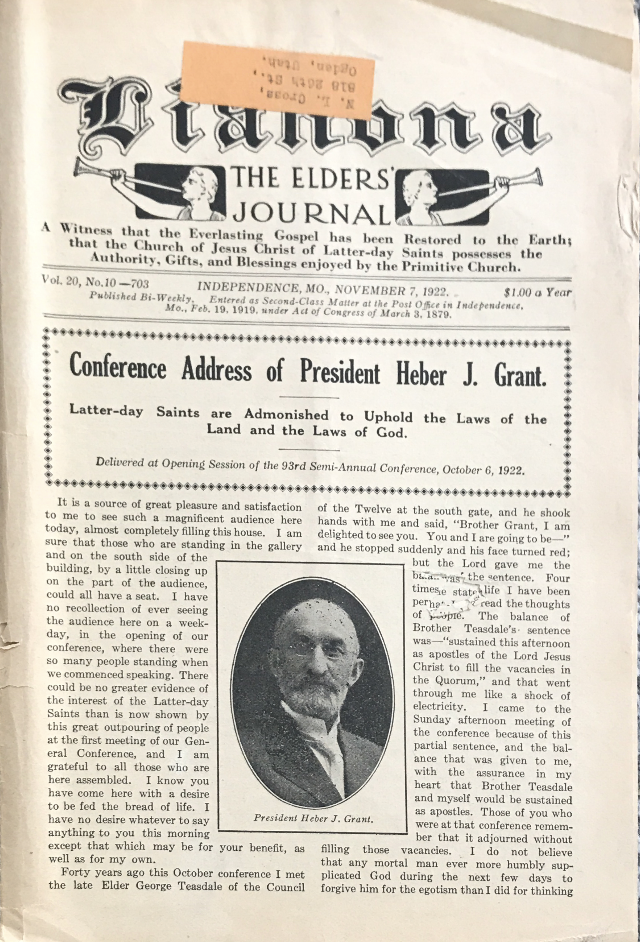 N. L. Gross,
818 26th St.,
Ogden, Utah.
Liahona
THE ELDERS'
JOURNAL
A Witness that the Everlasting Gospel has been Restored to the Earth;
that the Church of Jesus Christ of Latter-day Saints possesses the
Authority, Gifts, and Blessings enjoyed by the Primitive Church.
Vol. 20, No.10—703 INDEPENDENCE, MO., NOVEMBER 7, 1922. $1.00 a Year
Published Bi-Weekly. Entered as Second-Class Matter at the Post Office in Independence,
Mo., Feb. 19, 1919. under Act of Congress of March 3, 1879.
Conference Address of President Heber J. Grant.
Latter-day Saints are Admonished to Uphold the Laws of the
Land and the Laws of God.
Delivered at Opening Session of the 93rd Semi-Annual Conference, October 6, 1922.
It is a source of great pleasure and satisfaction
to me to see such a magnificent audience here
today, almost completely filling this house. I am
sure that those who are standing in the gallery
and on the south side of the
building, by a little closing up
on the part of the audience,
could all have a seat. I have
no recollection of ever seeing
the audience here on a week-
day, in the opening of our
conference, where there were
so many people standing when
we commenced speaking. There
could be no greater evidence of
the interest of the Latter-day
Saints than is now shown by
this great outpouring of people
at the first meeting of our Gen-
eral Conference, and I am
grateful to all those who are
here assembled. I know you
have come here with a desire
to be fed the bread of life. I
have no desire whatever to say
anything to you this morning
except that which may be for your benefit, as
well as for my own.
Forty years ago this October conference I met
the late Elder George Teasdale of the Council
President Heber J. Grant.
of the Twelve at the south gate, and he shook
hands with me and said, "Brother Grant, I am
delighted to see you. You and I are going to be—"
and he stopped suddenly and his face turned red;
but the Lord gave me the
the sentence. Four
times life I have been
read the thoughts
of The balance of
Brother Teasdale's sentence
was—"sustained this afternoon
as apostles of the Lord Jesus
Christ to fill the vacancies in
the Quorum," and that went
through me like a shock of
electricity. I came to the
Sunday afternoon meeting of
the conference because of this
partial sentence, and the bal-
ance that was given to me,
with the assurance in my
heart that Brother Teasdale
and myself would be sustained
as apostles. Those of you who
were at that conference remem-
ber that it adjourned without
filling those vacancies. I do not believe
that any mortal man ever more humbly sup-
plicated God during the next few days to
forgive him for the egotism than I did for thinking